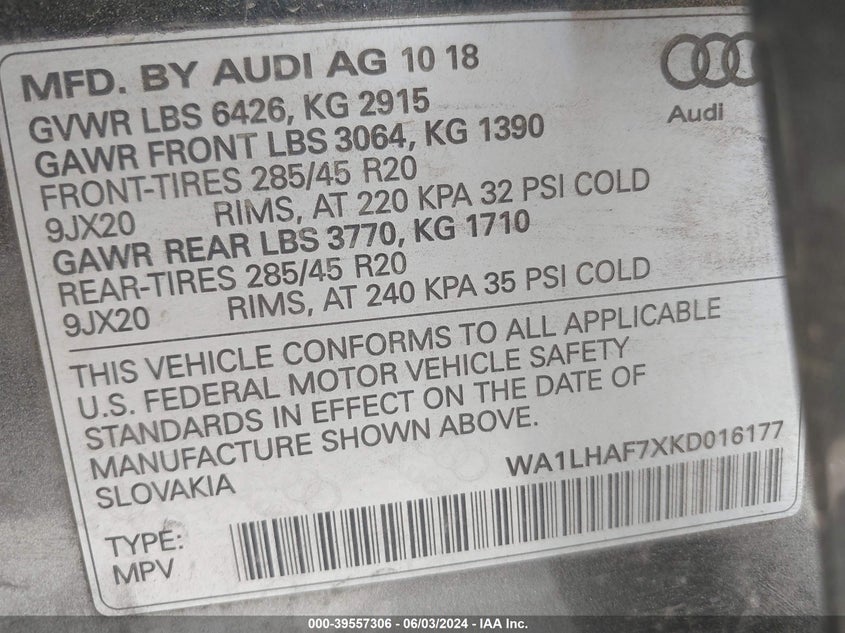 MFD. BY AUDI AG 10 18
GVWR LBS 6426, KG 2915
GAWR FRONT LBS 3064, KG 1390
FRONT-TIRES 285/45 R20
9JX20 RIMS, AT 220 KPA 32 PSI COLD
GAWR REAR LBS 3770, KG 1710
REAR-TIRES 285/45 R20
9JX20 RIMS, AT 240 KPA 35 PSI COLD
Audi
THIS VEHICLE CONFORMS TO ALL APPLICABLE
U.S. FEDERAL MOTOR VEHICLE SAFETY
STANDARDS IN EFFECT ON THE DATE OF
MANUFACTURE SHOWN ABOVE.
SLOVAKIA WA1LHAF7XKD016177
TYPE:
MPV
000-39557306 - 06/03/2024 - IAA Inc.